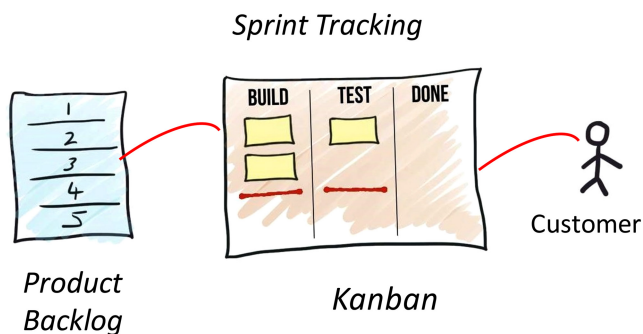 Sprint Tracking
BUILD TEST DONE
1
2
3
4
5
Customer
Product
Backlog
Kanban